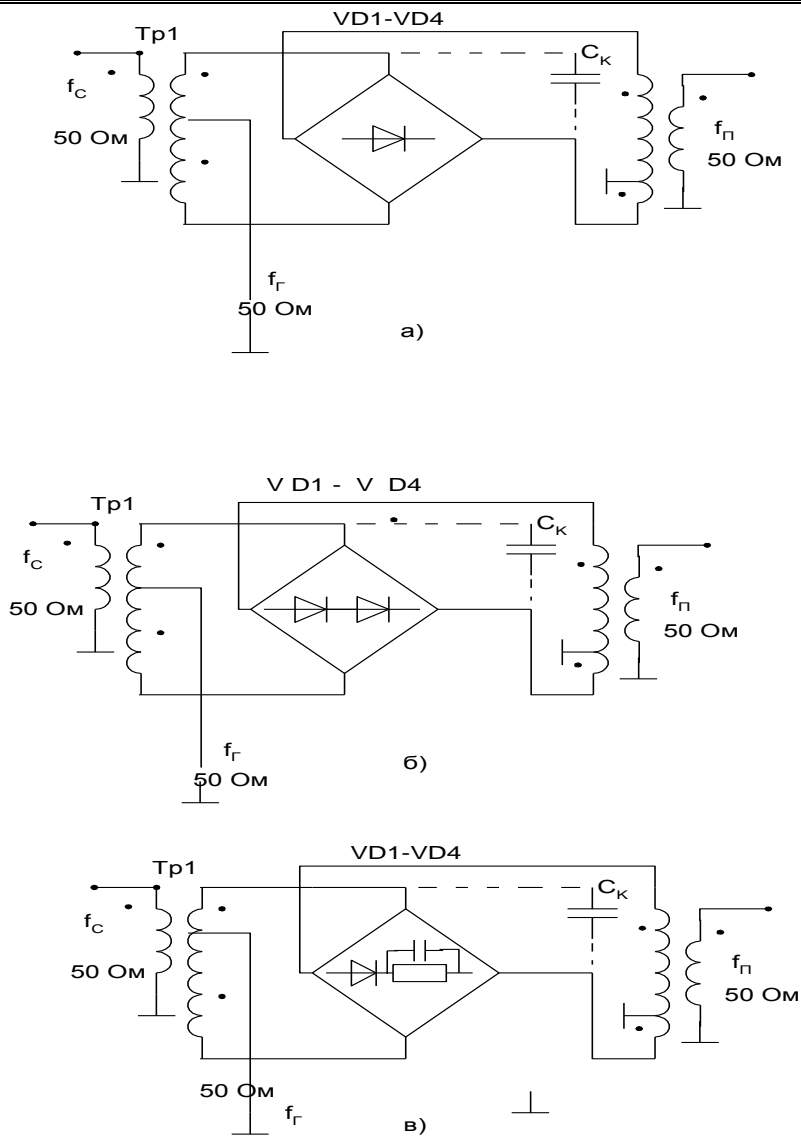 VD1-VD4
Тр1
C_К
f_С
50 Ом
f_П
50 Ом
f_Г
50 Ом
а)
V D1 - V D4
Тр1
C_К
f_С
50 Ом
f_П
50 Ом
f_Г
50 Ом
б)
VD1-VD4
Тр1
C_К
f_С
50 Ом
f_П
50 Ом
50 Ом
f_Г
в)